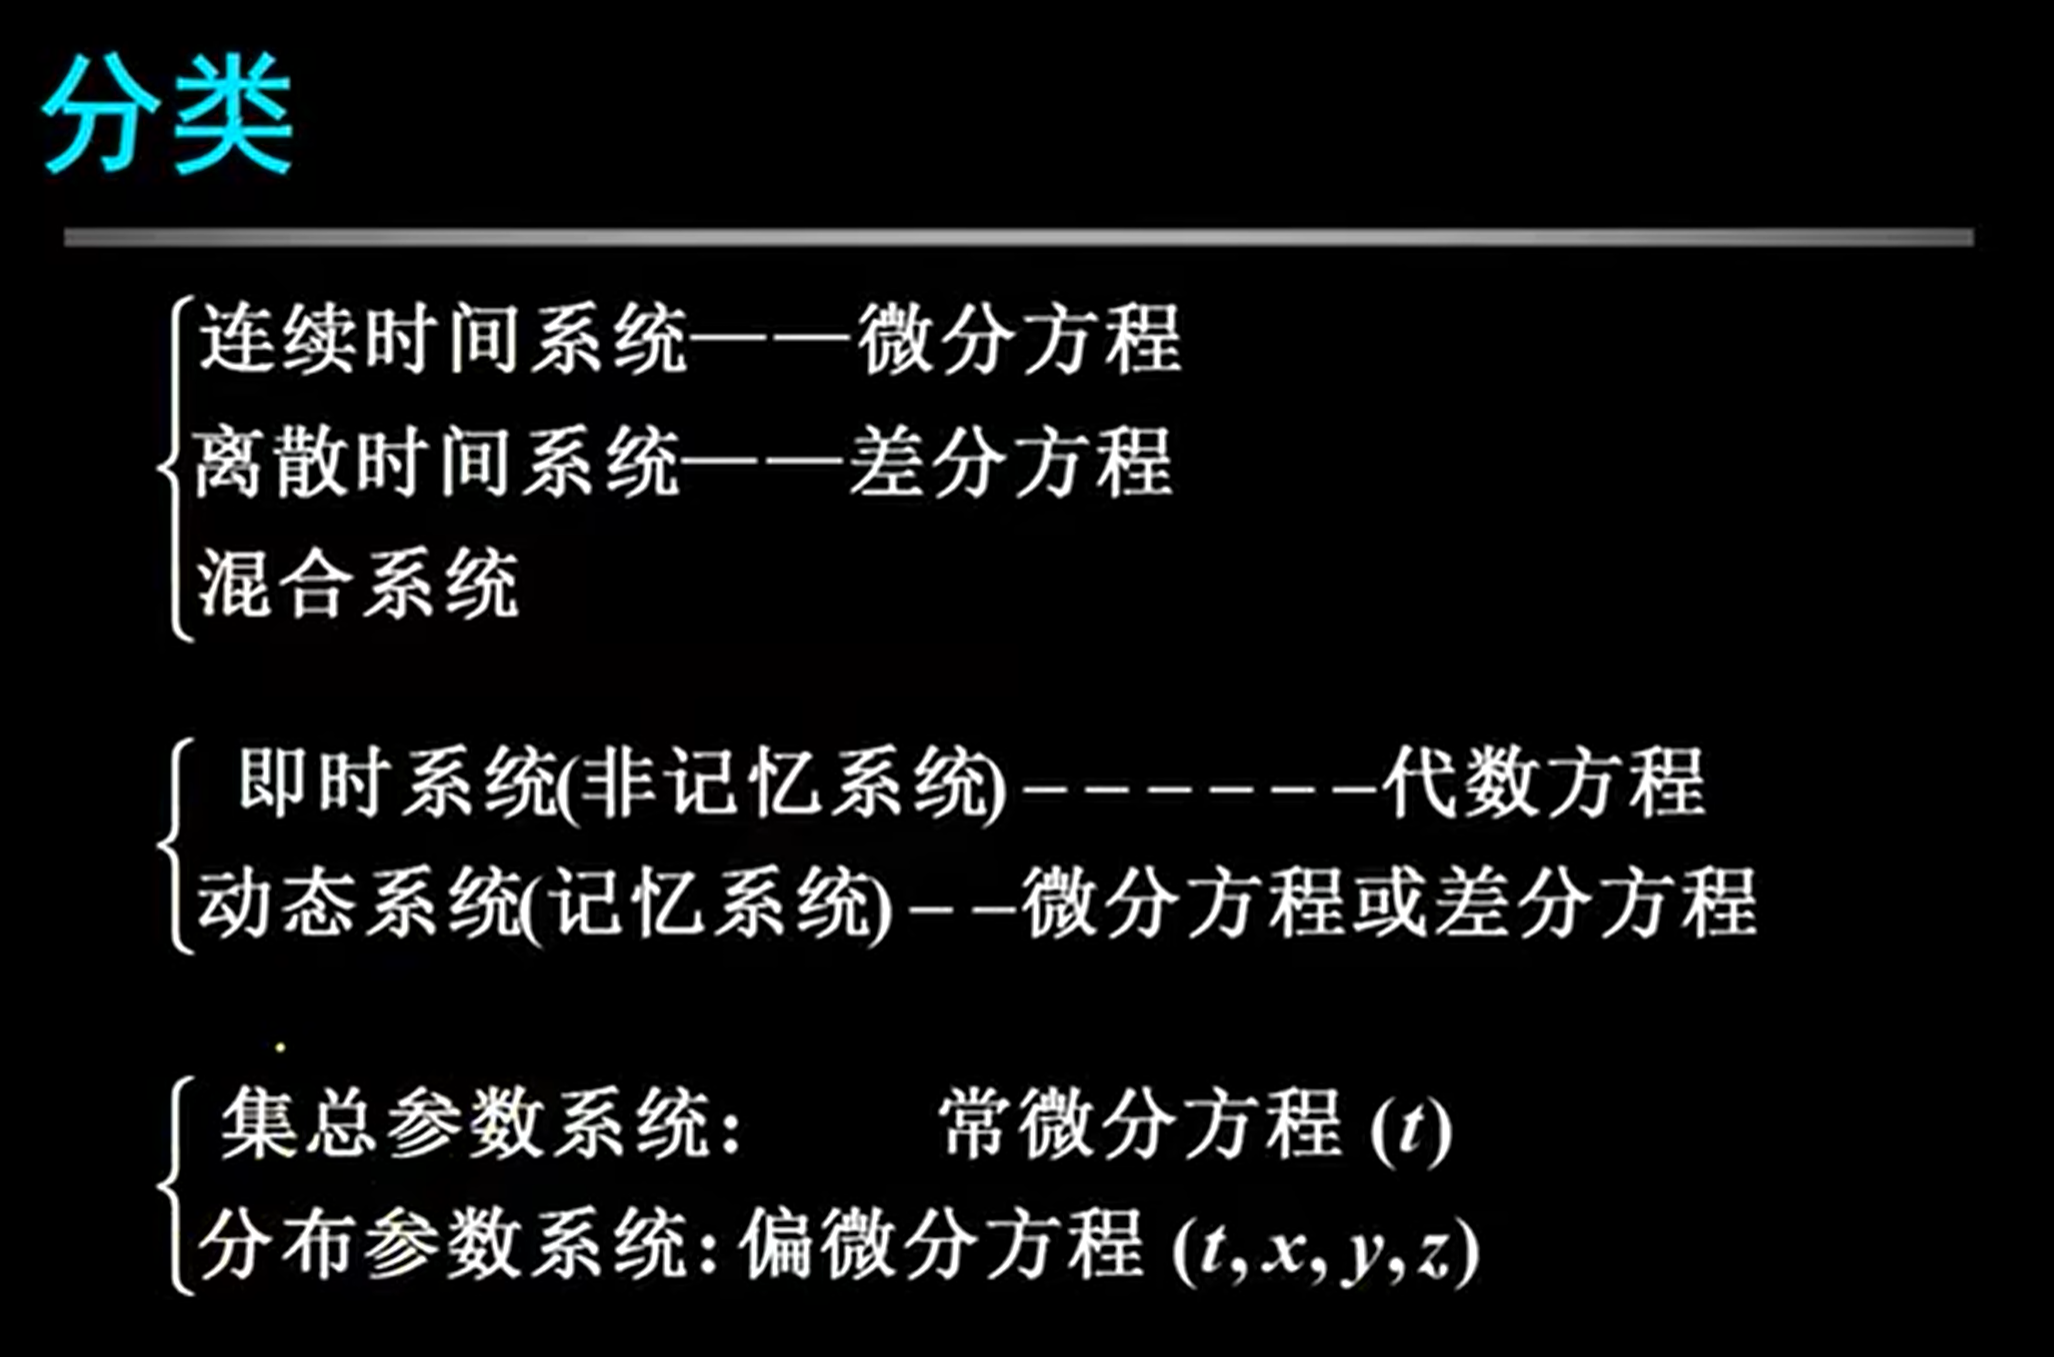 分类
连续时间系统——微分方程
离散时间系统——差分方程
混合系统
即时系统(非记忆系统)------代数方程
动态系统(记忆系统)--微分方程或差分方程
集总参数系统: 常微分方程 (t)
分布参数系统: 偏微分方程 (t,x,y,z)